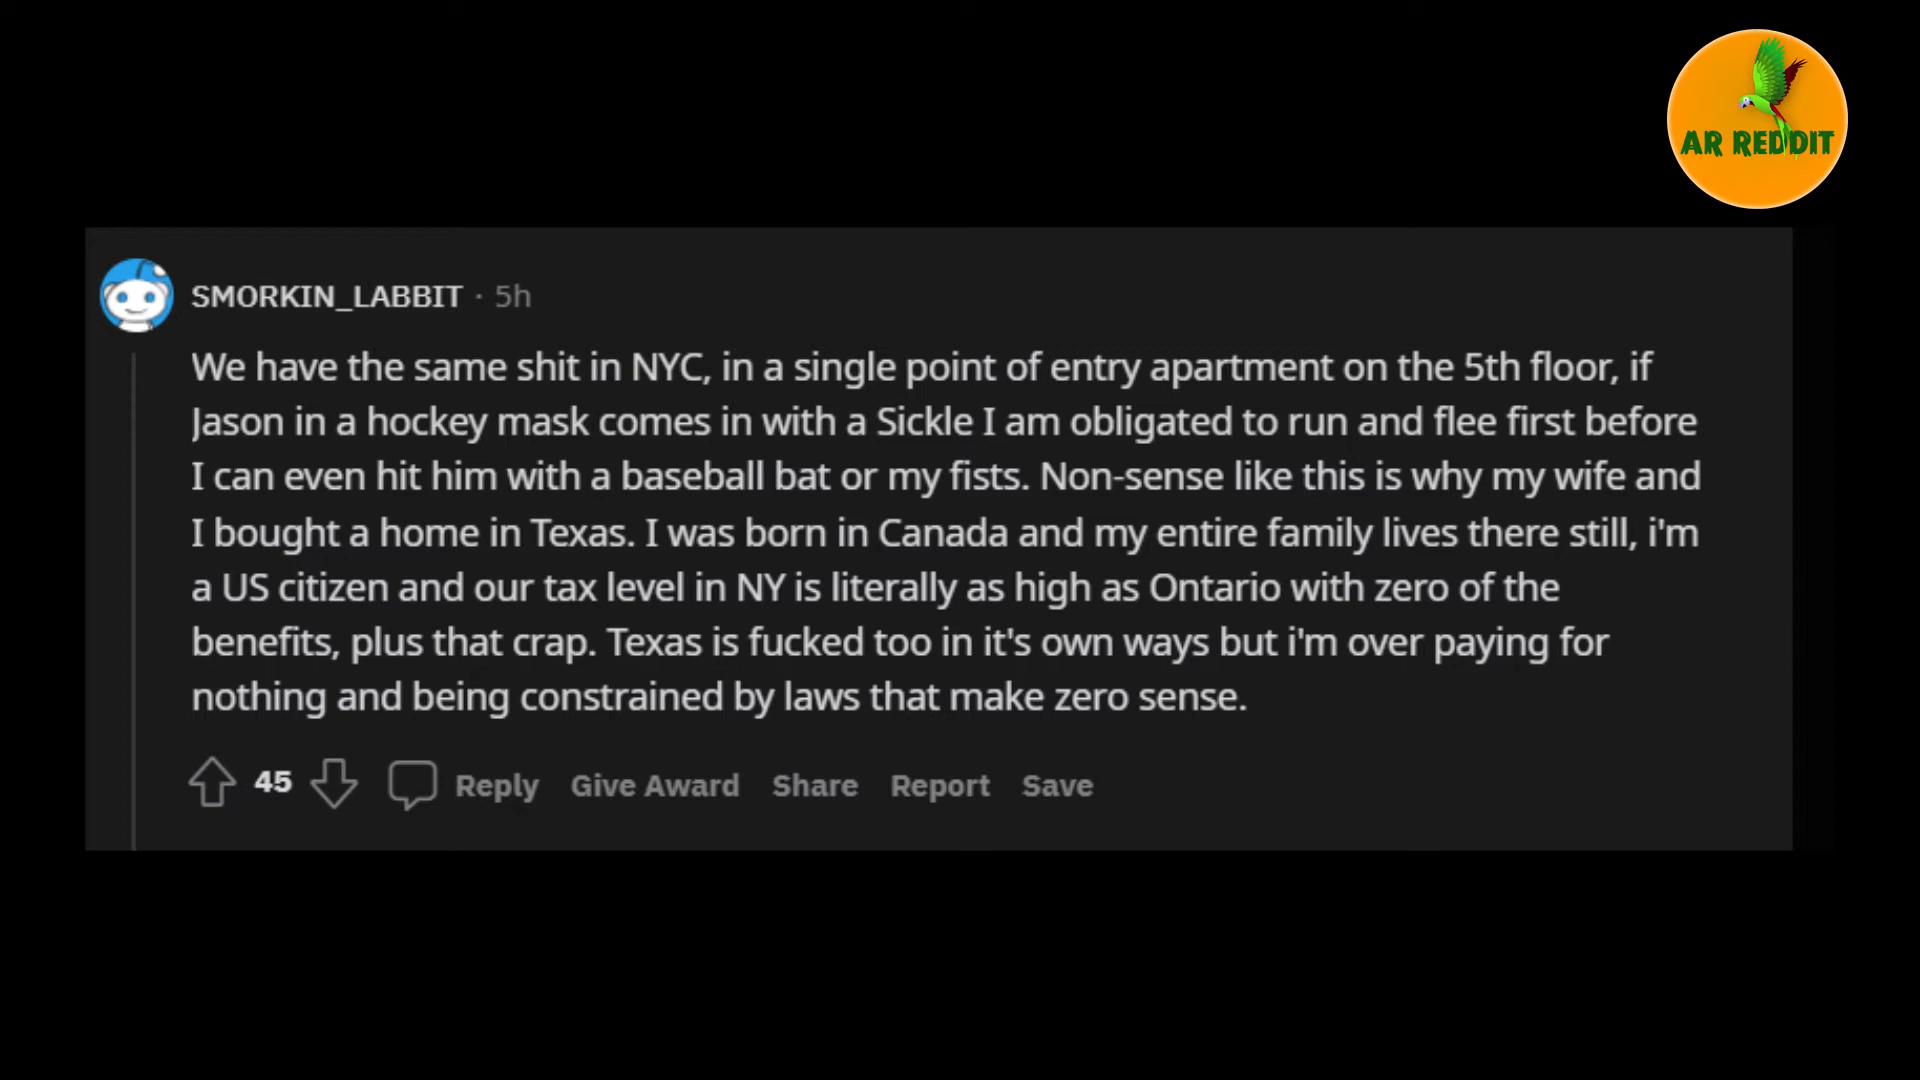 AR REDDIT
SMORKIN_LABBIT · 5h
We have the same shit in NYC, in a single point of entry apartment on the 5th floor, if
Jason in a hockey mask comes in with a Sickle I am obligated to run and flee first before
I can even hit him with a baseball bat or my fists. Non-sense like this is why my wife and
I bought a home in Texas. I was born in Canada and my entire family lives there still, i'm
a US citizen and our tax level in NY is literally as high as Ontario with zero of the
benefits, plus that crap. Texas is fucked too in it's own ways but i'm over paying for
nothing and being constrained by laws that make zero sense.
45 Reply Give Award Share Report Save